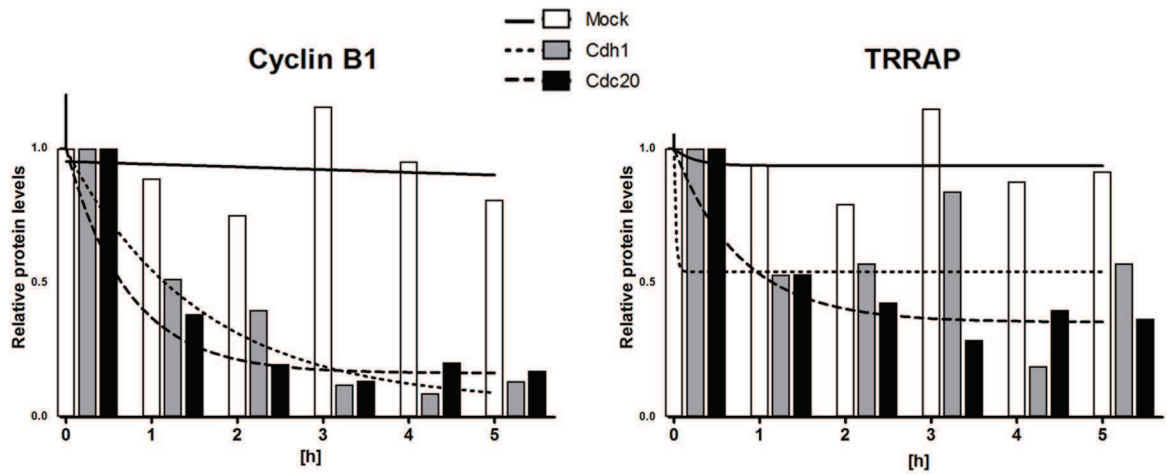 Mock
Cdh1
Cdc20
Cyclin B1
Relative protein levels
1.0
0.5
0.0
0 1 2 3 4 5
[h]
TRRAP
Relative protein levels
1.0
0.5
0.0
0 1 2 3 4 5
[h]